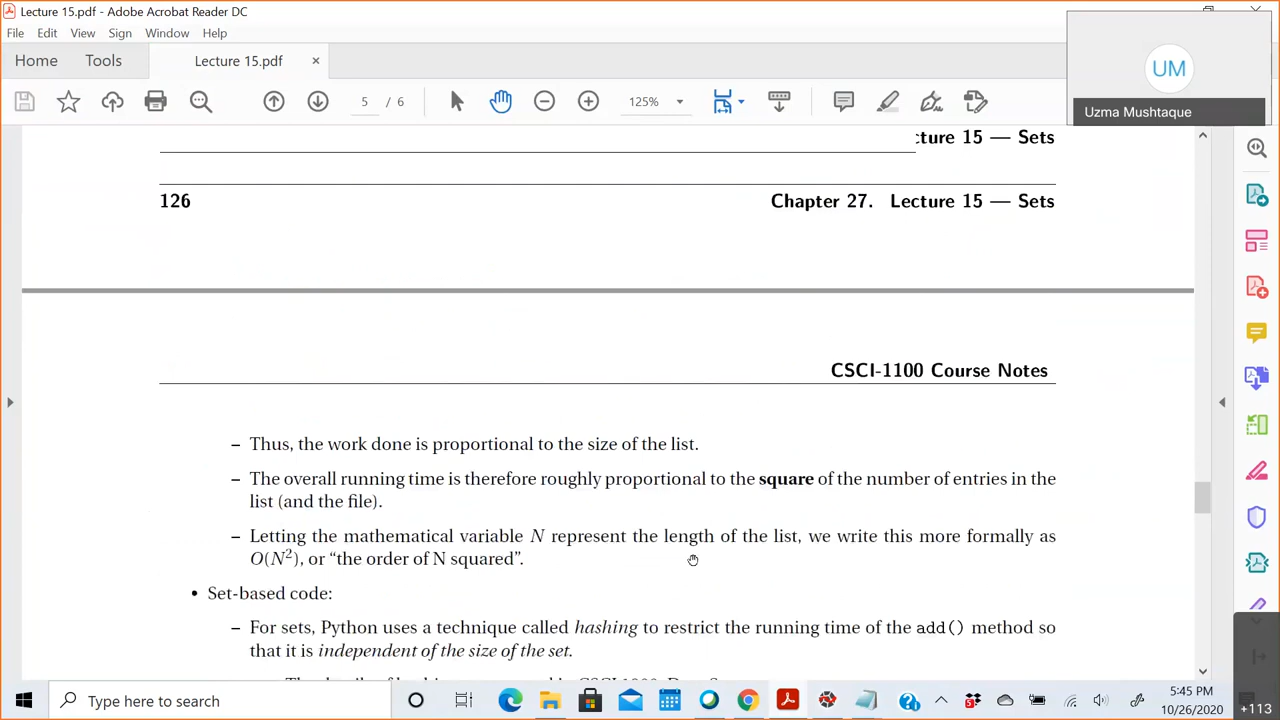 Lecture 15.pdf - Adobe Acrobat Reader DC
File Edit View Sign Window Help
Home Tools Lecture 15.pdf ×
5 / 6 125%
UM
Uzma Mushtaque
cture 15 — Sets
126 Chapter 27. Lecture 15 — Sets
CSCI-1100 Course Notes
– Thus, the work done is proportional to the size of the list.
– The overall running time is therefore roughly proportional to the square of the number of entries in the
list (and the file).
– Letting the mathematical variable N represent the length of the list, we write this more formally as
O(N²), or “the order of N squared”.
• Set-based code:
– For sets, Python uses a technique called hashing to restrict the running time of the add() method so
that it is independent of the size of the set.
Type here to search
5:45 PM
10/26/2020
+113